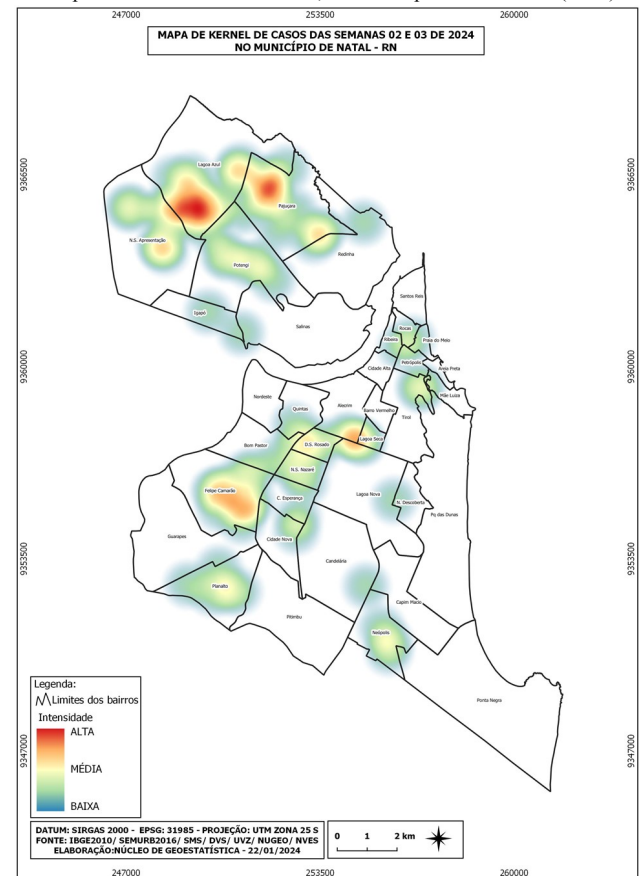 247000 253500 260000
MAPA DE KERNEL DE CASOS DAS SEMANAS 02 E 03 DE 2024
NO MUNICÍPIO DE NATAL - RN
9366500 9366500
Lagoa Azul
Pajuçara
N.S. Apresentação
Redinha
Potengi
Santos Reis
Igapó
Salinas
Rocas
Ribeira Praia do Meio
9360000 9360000
Petrópolis
Cidade Alta Areia Preta
Mãe Luiza
Nordeste
Quintas Alecrim Barro Vermelho
Tirol
Bom Pastor D.S. Rosado Lagoa Seca
N.S. Nazaré
Felipe Camarão
C. Esperança Lagoa Nova
N. Descoberta
Pq das Dunas
Guarapes Cidade Nova
9353500 9353500
Candelária
Planalto
Capim Macio
Pitimbu
Neópolis
Ponta Negra
Legenda:
Limites dos bairros
Intensidade
ALTA
MÉDIA
BAIXA
9347000 9347000
DATUM: SIRGAS 2000 - EPSG: 31985 - PROJEÇÃO: UTM ZONA 25 S
FONTE: IBGE2010/ SEMURB2016/ SMS/ DVS/ UVZ/ NUGEO/ NVES
ELABORAÇÃO:NÚCLEO DE GEOESTATÍSTICA - 22/01/2024
0 1 2 km
247000 253500 260000